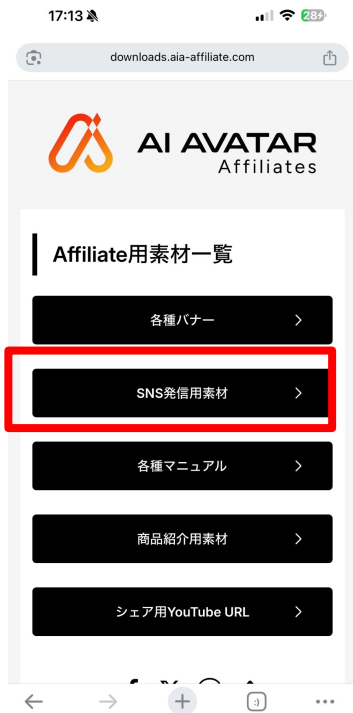 17:13
28
downloads.aia-affiliate.com
AI AVATAR
Affiliates
Affiliate用素材一覧
各種バナー
SNS発信用素材
各種マニュアル
商品紹介用素材
シェア用YouTube URL
:)